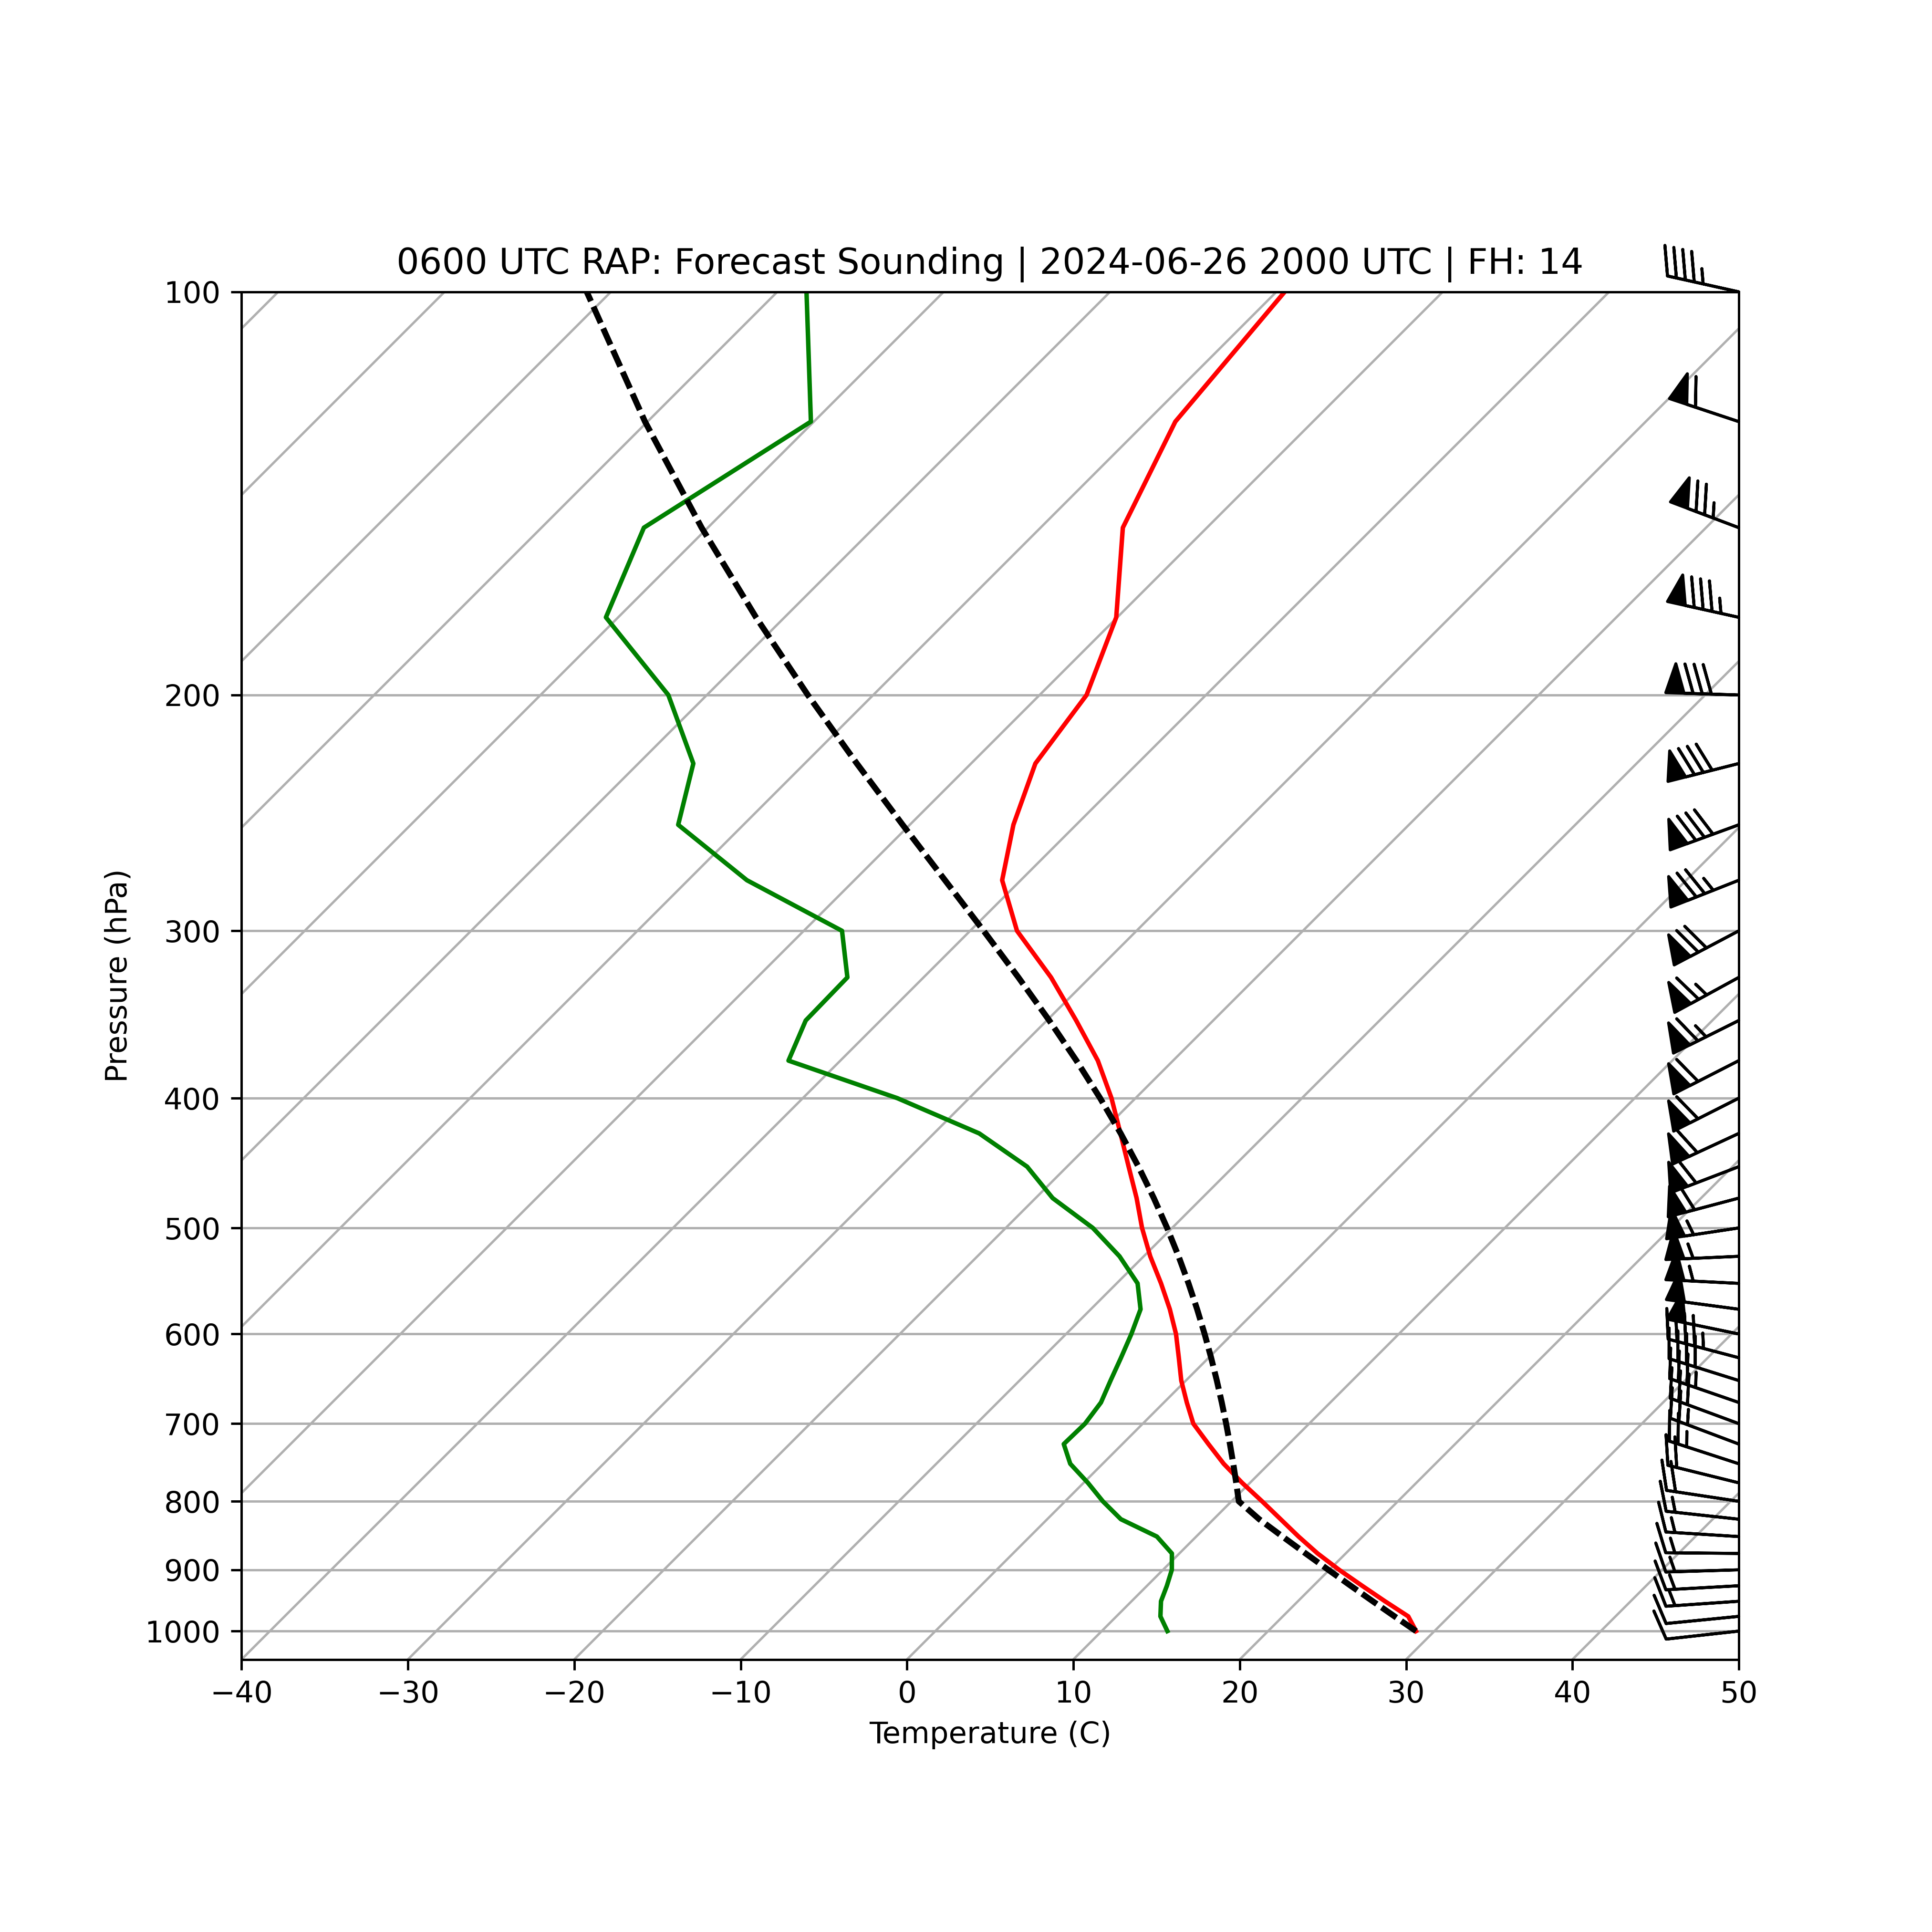 0600 UTC RAP: Forecast Sounding | 2024-06-26 2000 UTC | FH: 14
100
200
300
400
500
600
700
800
900
1000
Pressure (hPa)
−40 −30 −20 −10 0 10 20 30 40 50
Temperature (C)